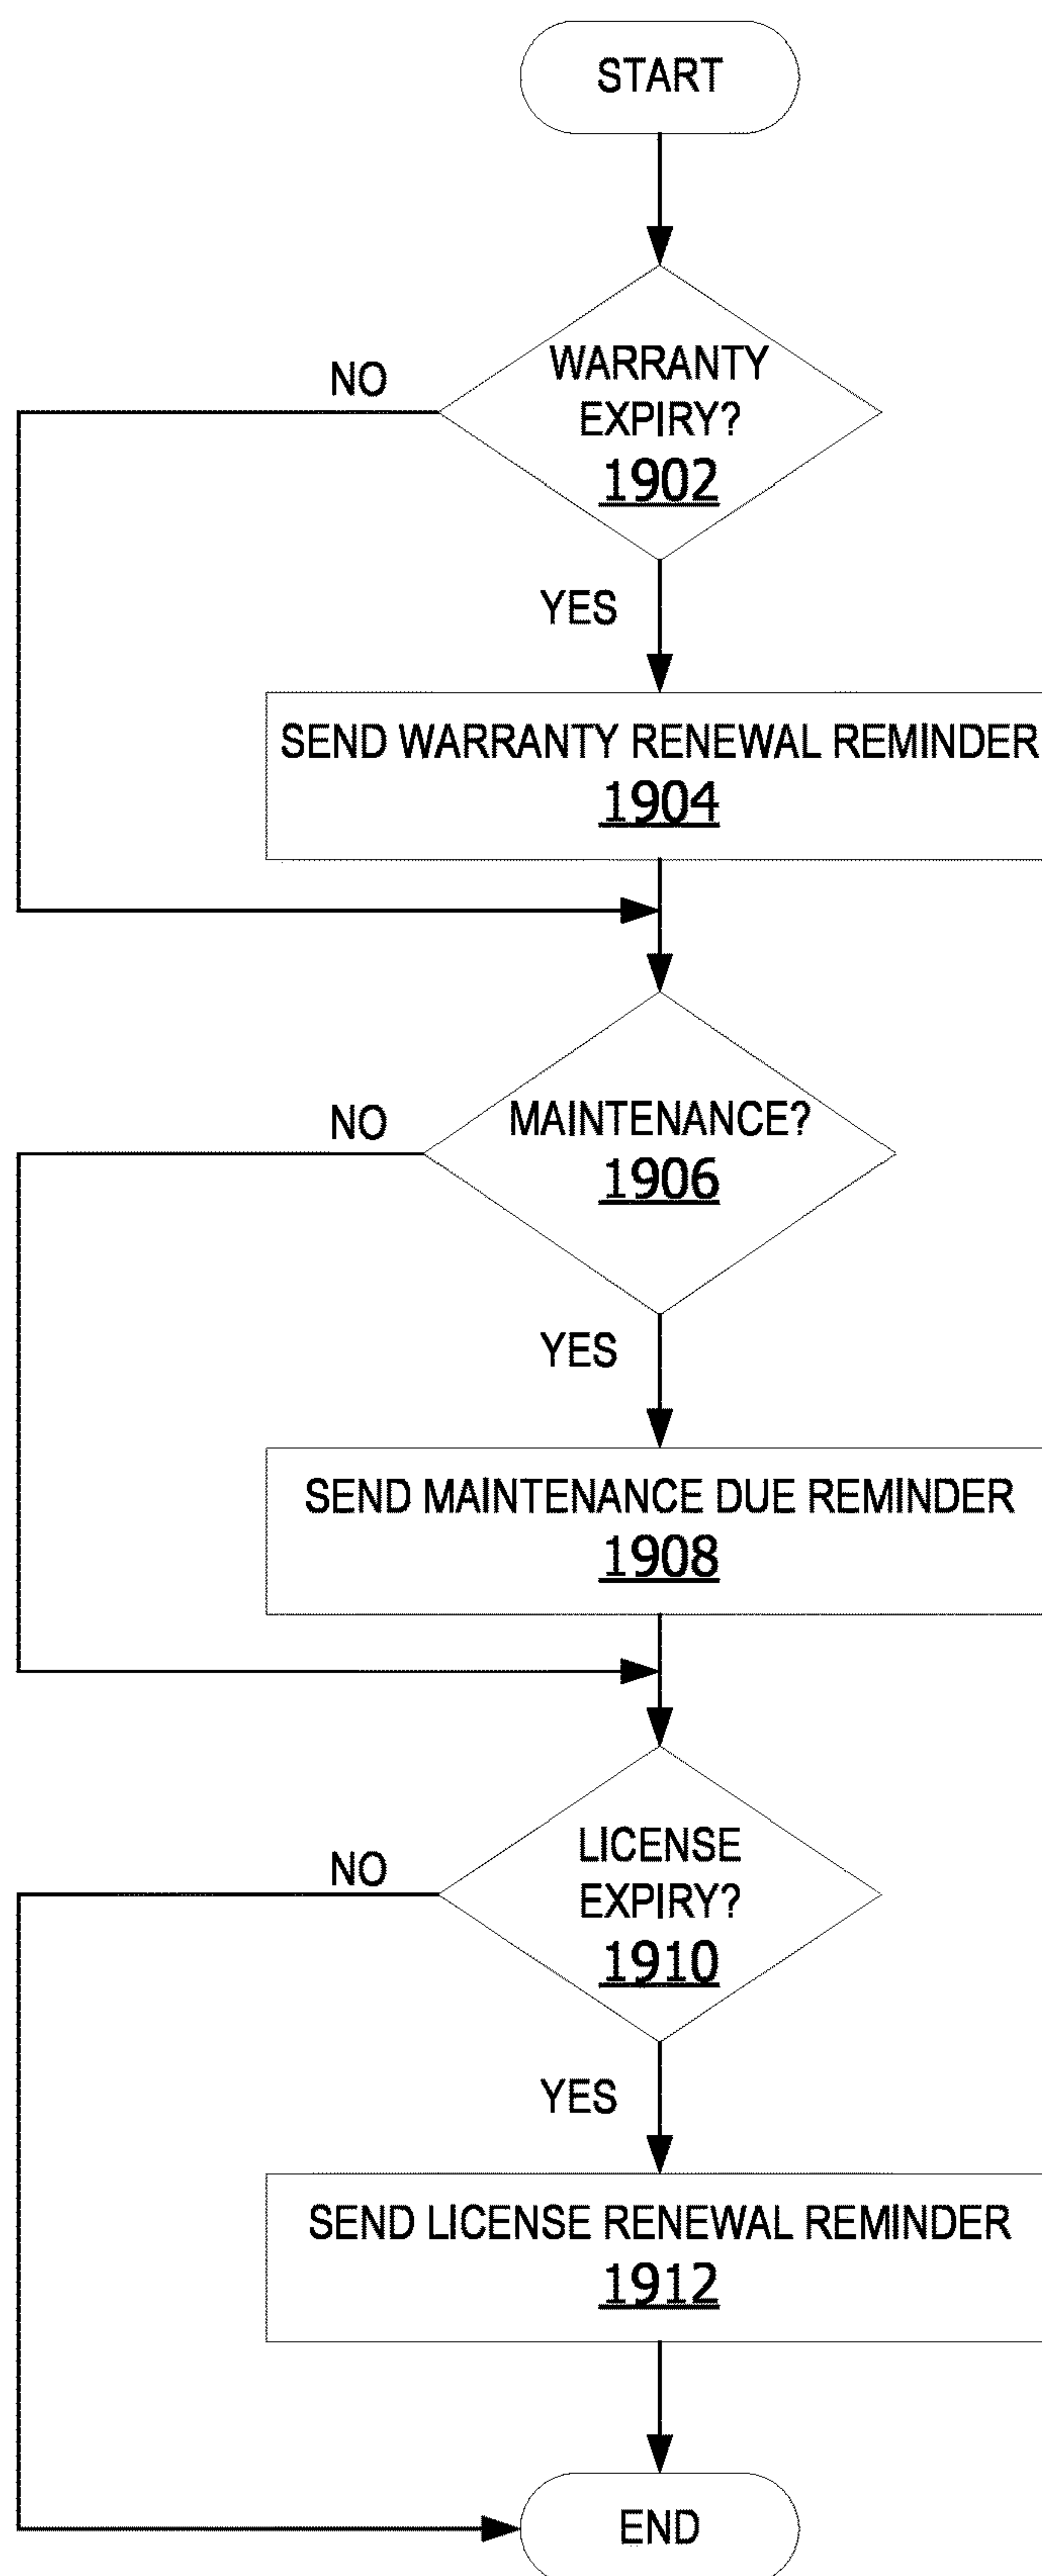 START
NO
WARRANTY
EXPIRY?
1902
YES
SEND WARRANTY RENEWAL REMINDER
1904
NO
MAINTENANCE?
1906
YES
SEND MAINTENANCE DUE REMINDER
1908
NO
LICENSE
EXPIRY?
1910
YES
SEND LICENSE RENEWAL REMINDER
1912
END